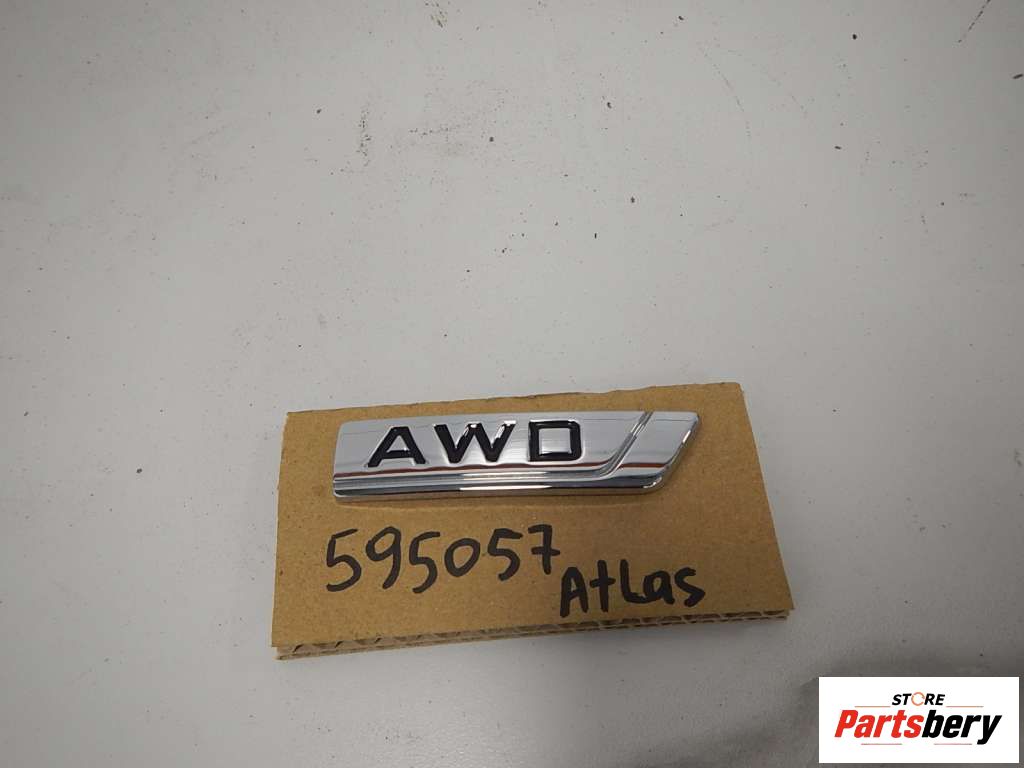 AWD
595057
Atlas
STORE
Partsbery